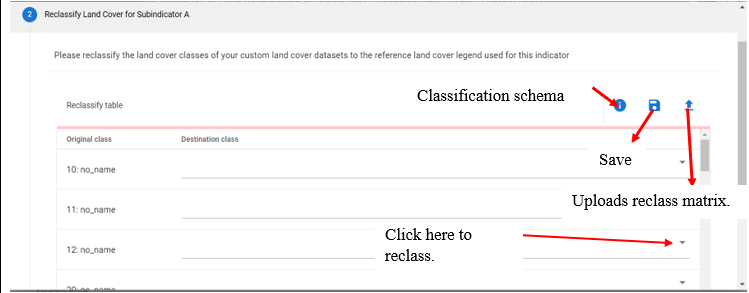 2 Reclassify Land Cover for Subindicator A
Please reclassify the land cover classes of your custom land cover datasets to the reference land cover legend used for this indicator
Classification schema
Reclassify table
Original class Destination class
Save
10: no_name
Uploads reclass matrix.
11: no_name
Click here to
reclass.
12: no_name
20: no_name